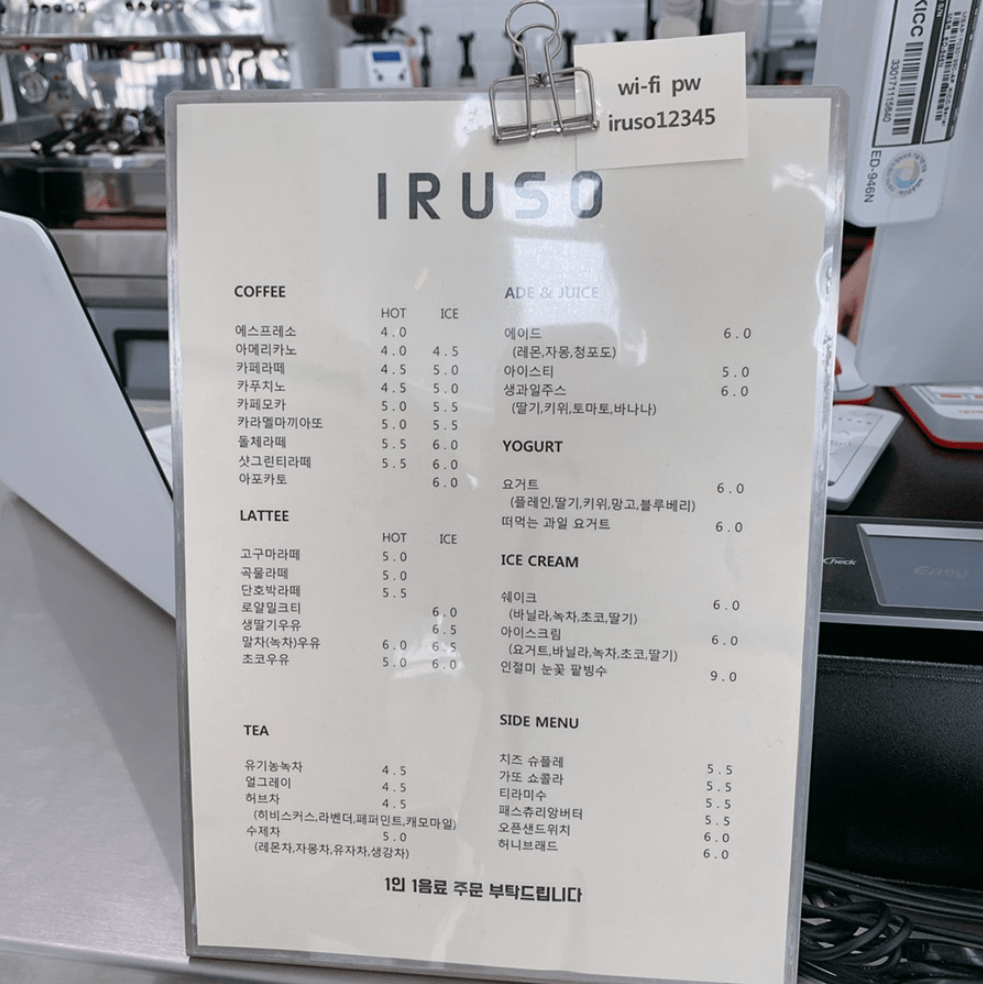 wi-fi pw
iruso12345
IRUSO
COFFEE
HOT ICE
에스프레소 4.0
아메리카노 4.0 4.5
카페라떼 4.5 5.0
카푸치노 4.5 5.0
카페모카 5.0 5.5
카라멜마끼아또 5.0 5.5
돌체라떼 5.5 6.0
샷그린티라떼 5.5 6.0
아포카토 6.0
LATTEE
HOT ICE
고구마라떼 5.0
곡물라떼 5.0
단호박라떼 5.5
로얄밀크티 6.0
생딸기우유 6.5
말차(녹차)우유 6.0 6.5
초코우유 5.0 6.0
TEA
유기농녹차 4.5
얼그레이 4.5
허브차 4.5
(히비스커스,라벤더,페퍼민트,캐모마일)
수제차 5.0
(레몬차,자몽차,유자차,생강차)
ADE & JUICE
에이드 6.0
(레몬,자몽,청포도)
아이스티 5.0
생과일주스 6.0
(딸기,키위,토마토,바나나)
YOGURT
요거트 6.0
(플레인,딸기,키위,망고,블루베리)
떠먹는 과일 요거트 6.0
ICE CREAM
쉐이크 6.0
(바닐라,녹차,초코,딸기)
아이스크림 6.0
(요거트,바닐라,녹차,초코,딸기)
인절미 눈꽃 팥빙수 9.0
SIDE MENU
치즈 슈플레 5.5
가또 쇼콜라 5.5
티라미수 5.5
패스츄리앙버터 5.5
오픈샌드위치 6.0
허니브래드 6.0
1인 1음료 주문 부탁드립니다
KICC
330171115640
ED-946N
Check
Easy